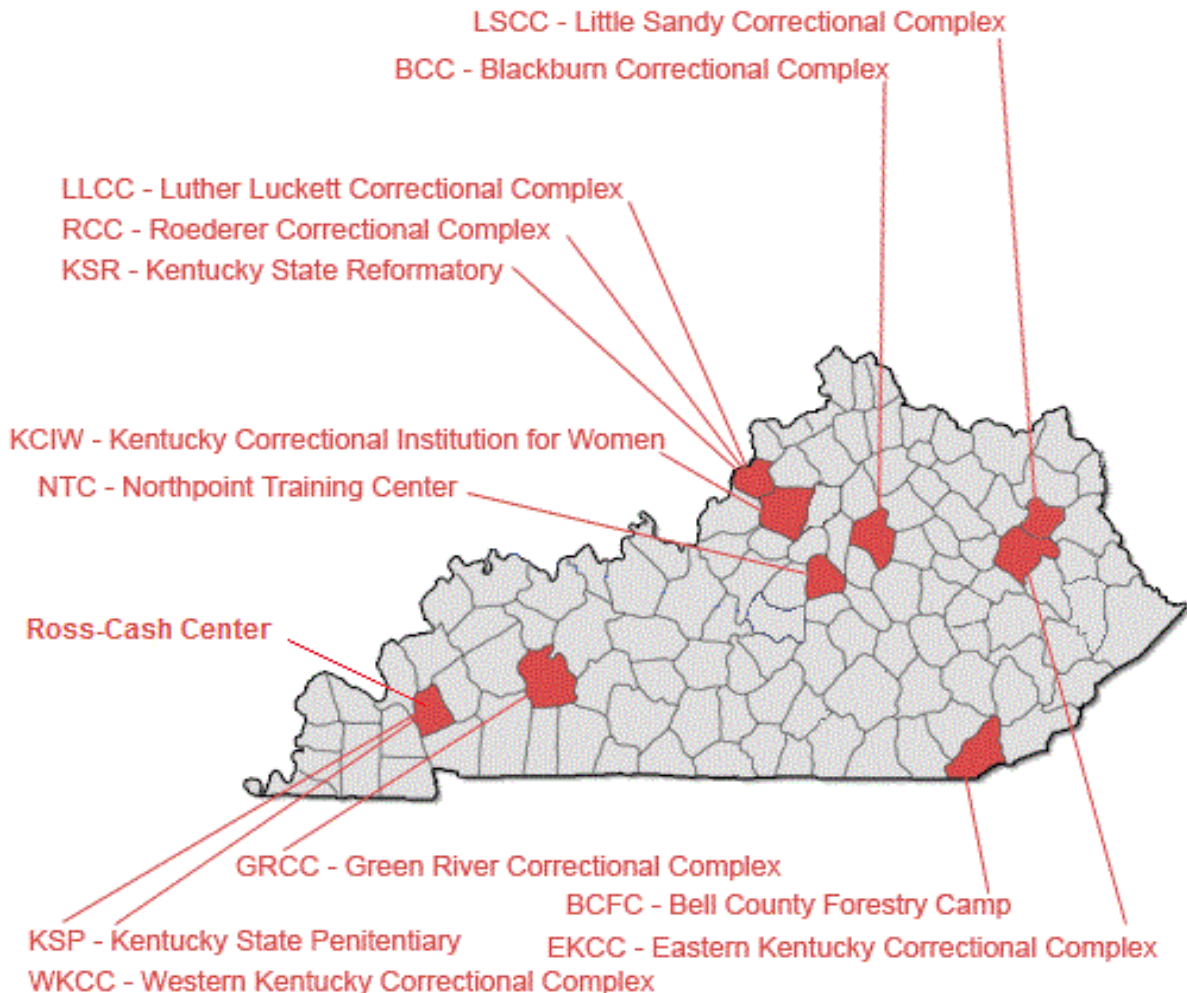 LSCC - Little Sandy Correctional Complex
BCC - Blackburn Correctional Complex
LLCC - Luther Luckett Correctional Complex
RCC - Roederer Correctional Complex
KSR - Kentucky State Reformatory
KCIW - Kentucky Correctional Institution for Women
NTC - Northpoint Training Center
Ross-Cash Center
GRCC - Green River Correctional Complex
BCFC - Bell County Forestry Camp
KSP - Kentucky State Penitentiary
EKCC - Eastern Kentucky Correctional Complex
WKCC - Western Kentucky Correctional Complex